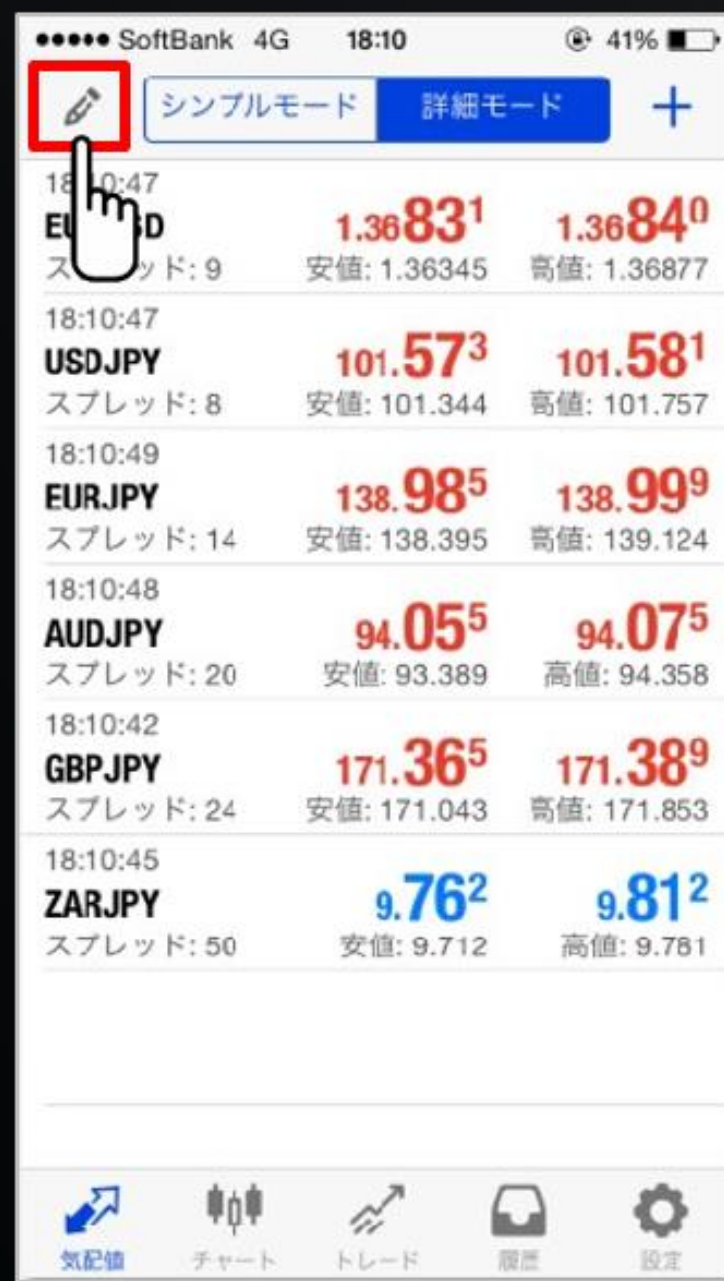 SoftBank 4G 18:10 41%
シンプルモード 詳細モード +
18:10:47
1.36831 1.36840
スプレッド: 9 安値: 1.36345 高値: 1.36877
18:10:47
USDJPY 101.573 101.581
スプレッド: 8 安値: 101.344 高値: 101.757
18:10:49
EURJPY 138.985 138.999
スプレッド: 14 安値: 138.395 高値: 139.124
18:10:48
AUDJPY 94.055 94.075
スプレッド: 20 安値: 93.389 高値: 94.358
18:10:42
GBPJPY 171.365 171.389
スプレッド: 24 安値: 171.043 高値: 171.853
18:10:45
ZARJPY 9.762 9.812
スプレッド: 50 安値: 9.712 高値: 9.781
気配値 チャート トレード 履歴 設定